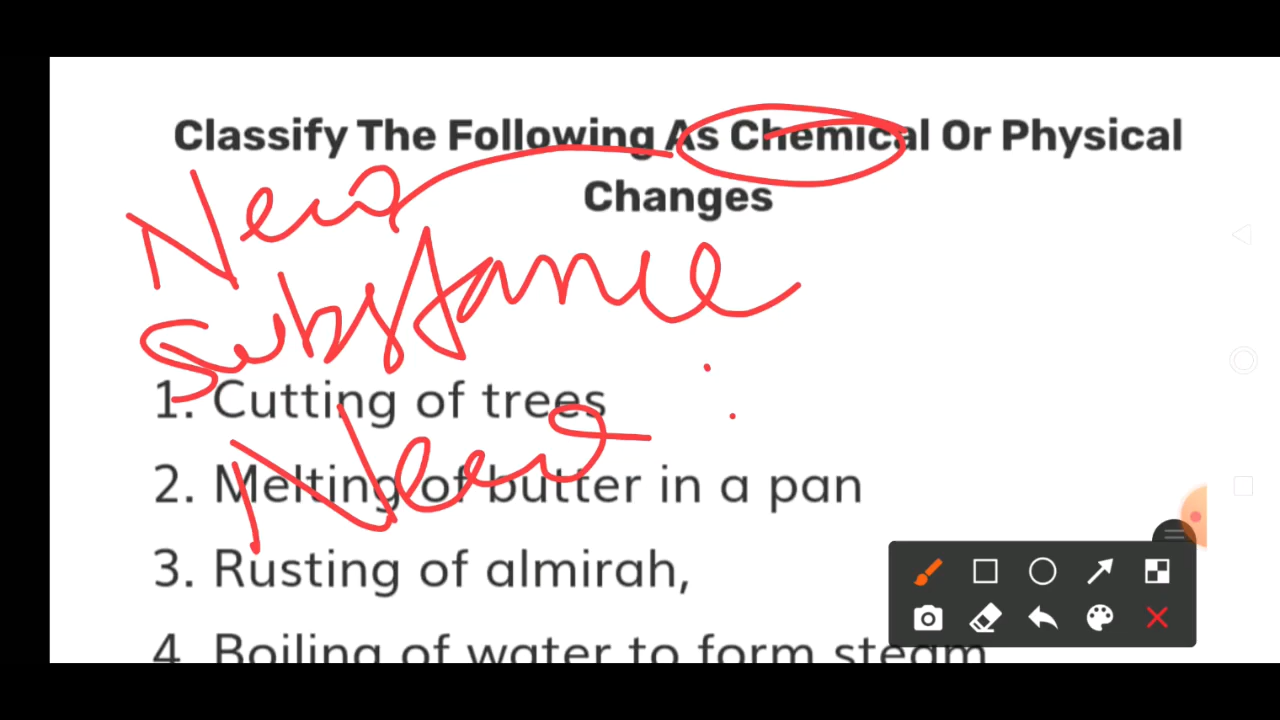 Classify The Following As Chemical Or Physical
Changes
New
Substance
1. Cutting of trees
New
2. Melting of butter in a pan
3. Rusting of almirah,
4. Boiling of water to form steam